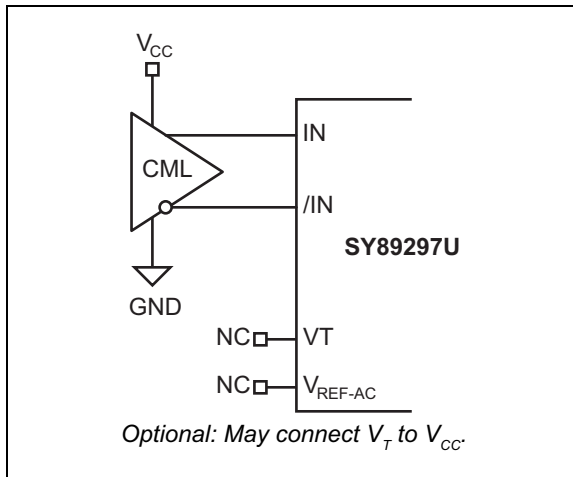 VCC
CML
IN
/IN
SY89297U
GND
NC VT
NC VREF-AC
Optional: May connect VT to VCC.